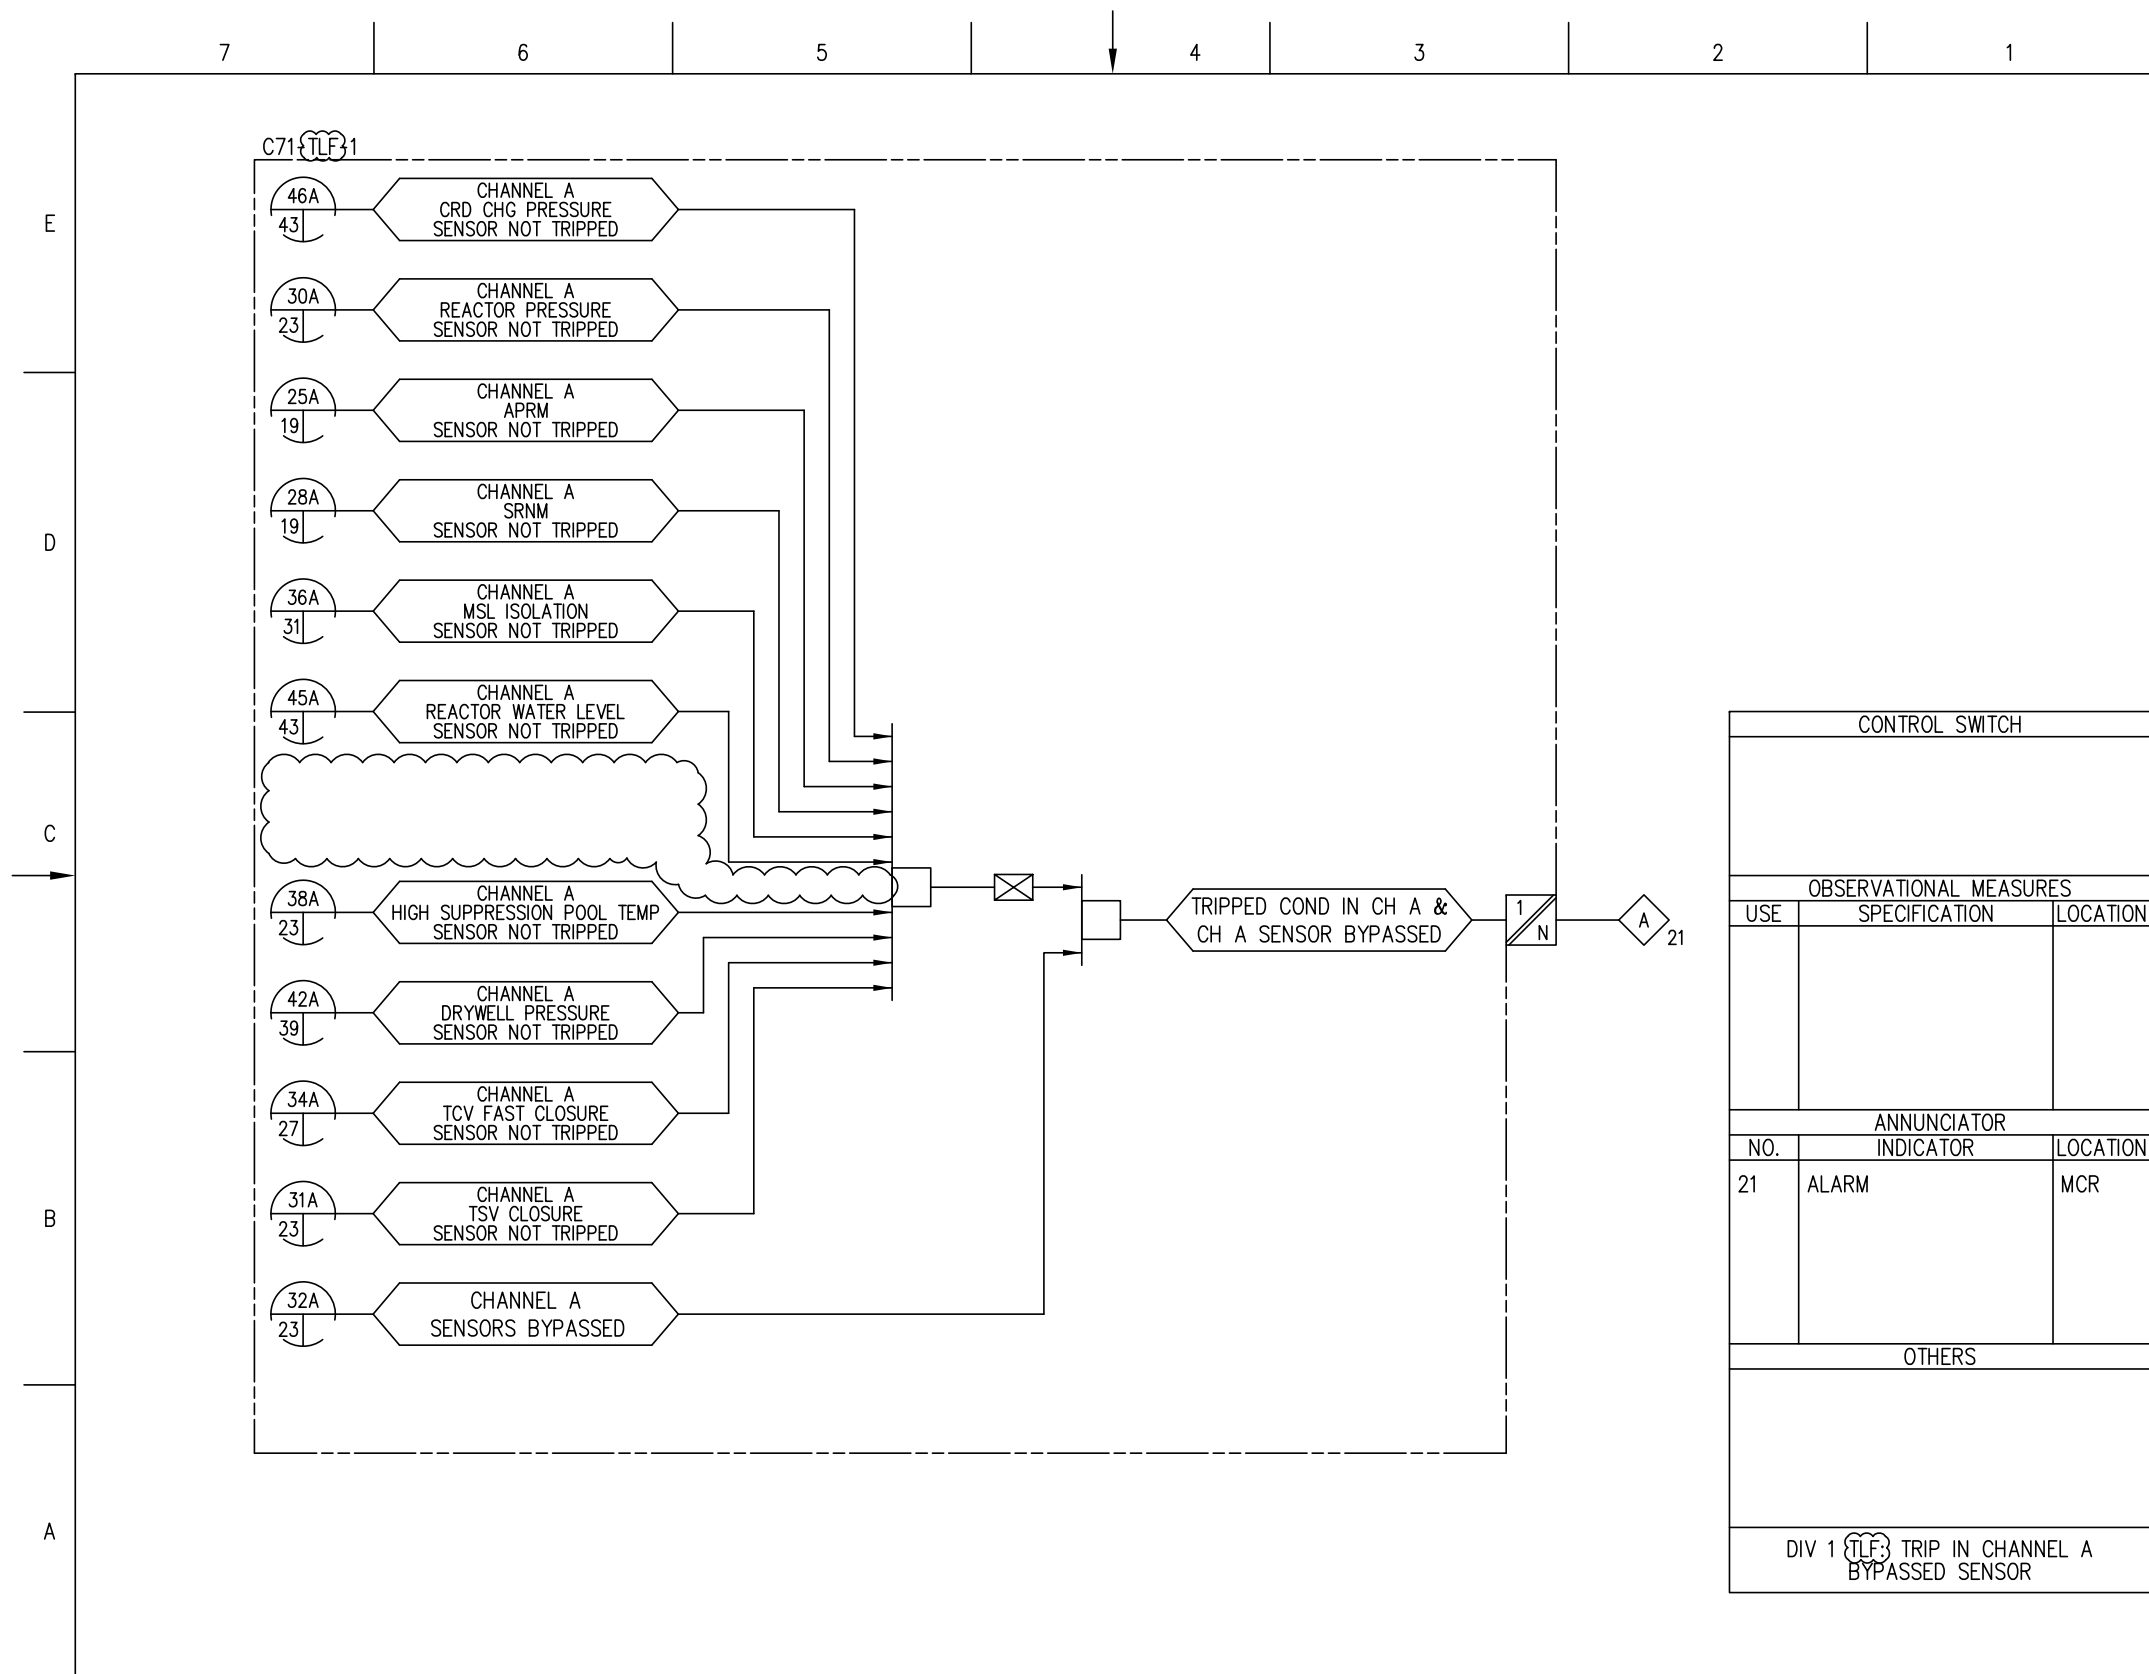 7 6 5 4 3 2 1
E
D
C
B
A
C71-TLF-1
46A
43
CHANNEL A
CRD CHG PRESSURE
SENSOR NOT TRIPPED
30A
23
CHANNEL A
REACTOR PRESSURE
SENSOR NOT TRIPPED
25A
19
CHANNEL A
APRM
SENSOR NOT TRIPPED
28A
19
CHANNEL A
SRNM
SENSOR NOT TRIPPED
36A
31
CHANNEL A
MSL ISOLATION
SENSOR NOT TRIPPED
45A
43
CHANNEL A
REACTOR WATER LEVEL
SENSOR NOT TRIPPED
38A
23
CHANNEL A
HIGH SUPPRESSION POOL TEMP
SENSOR NOT TRIPPED
42A
39
CHANNEL A
DRYWELL PRESSURE
SENSOR NOT TRIPPED
34A
27
CHANNEL A
TCV FAST CLOSURE
SENSOR NOT TRIPPED
31A
23
CHANNEL A
TSV CLOSURE
SENSOR NOT TRIPPED
32A
23
CHANNEL A
SENSORS BYPASSED
TRIPPED COND IN CH A &
CH A SENSOR BYPASSED
1
N
A
21
CONTROL SWITCH
OBSERVATIONAL MEASURES
USE SPECIFICATION LOCATION
ANNUNCIATOR
NO. INDICATOR LOCATION
21 ALARM MCR
OTHERS
DIV 1 TLF: TRIP IN CHANNEL A
BYPASSED SENSOR